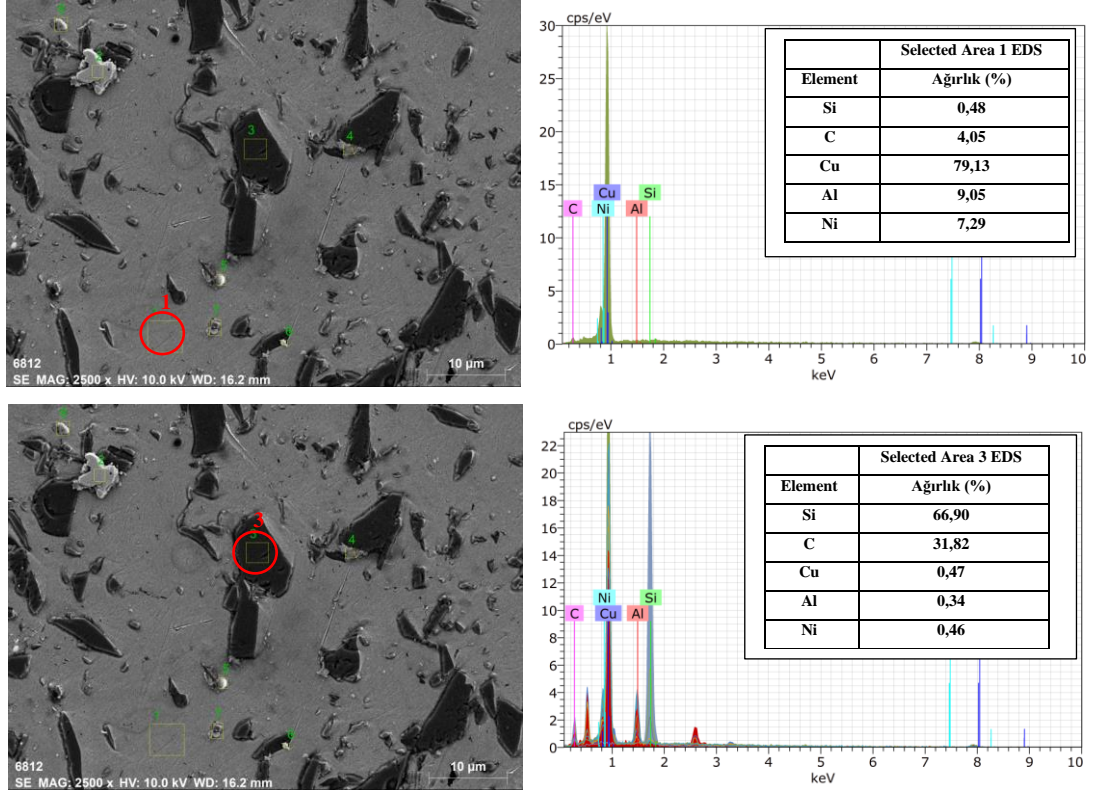 3
4
1
6812
10 µm
SE MAG: 2500 x HV: 10.0 kV WD: 16.2 mm
cps/eV
30
25
20
15
10
5
0
Cu
Si
C
Ni
Al
1
2
3
4
5
6
7
8
9
10
keV
Selected Area 1 EDS
Element
Ağırlık (%)
Si
0,48
C
4,05
Cu
79,13
Al
9,05
Ni
7,29
3
4
6812
10 µm
SE MAG: 2500 x HV: 10.0 kV WD: 16.2 mm
cps/eV
22
20
18
16
14
12
10
8
6
4
2
0
Ni
Si
C
Cu
Al
1
2
3
4
5
6
7
8
9
10
keV
Selected Area 3 EDS
Element
Ağırlık (%)
Si
66,90
C
31,82
Cu
0,47
Al
0,34
Ni
0,46